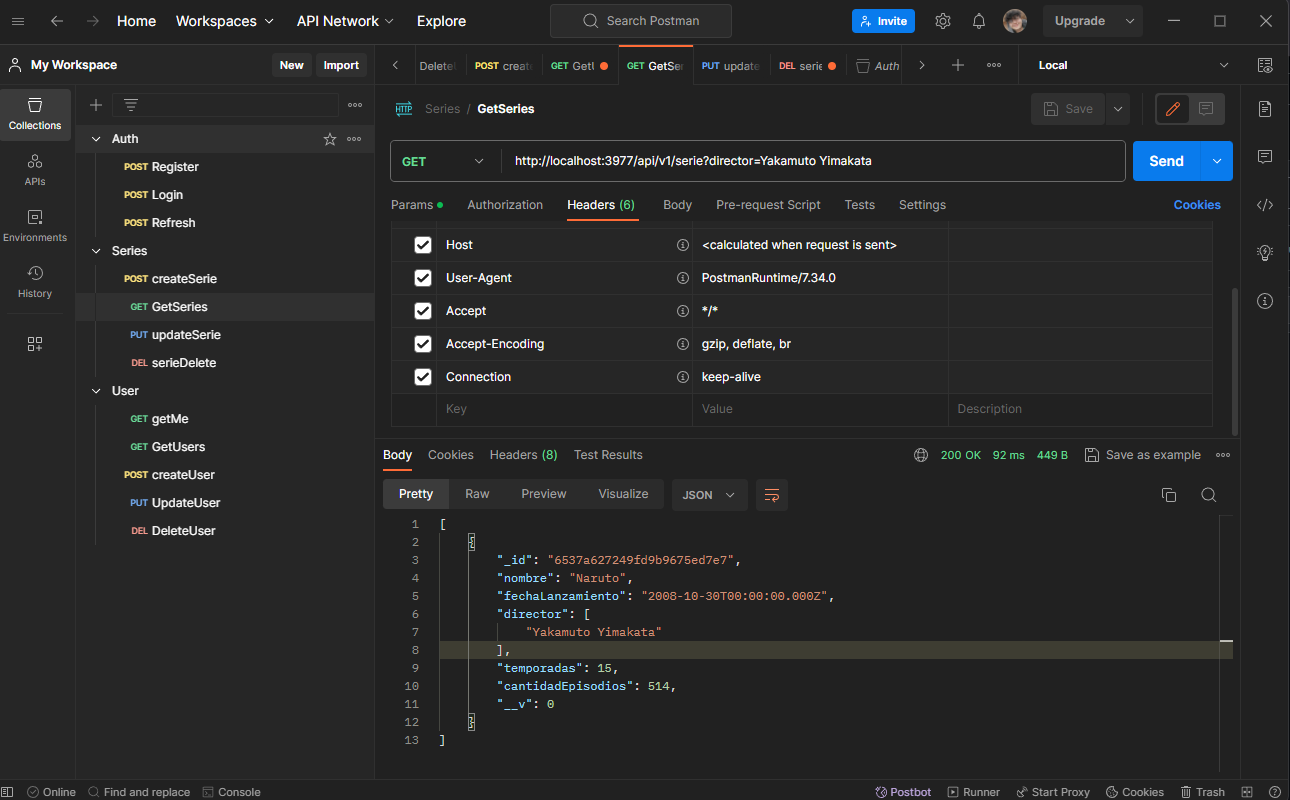 Home Workspaces API Network Explore Search Postman Invite Upgrade
My Workspace New Import
Delete POST create GET GetU GET GetSer PUT update DEL serie Auth Local
Collections
APIs
Environments
History
Auth
POST Register
POST Login
POST Refresh
Series
POST createSerie
GET GetSeries
PUT updateSerie
DEL serieDelete
User
GET getMe
GET GetUsers
POST createUser
PUT UpdateUser
DEL DeleteUser
HTTP Series / GetSeries Save
GET http://localhost:3977/api/v1/serie?director=Yakamuto Yimakata Send
Params Authorization Headers (6) Body Pre-request Script Tests Settings Cookies
Host <calculated when request is sent>
User-Agent PostmanRuntime/7.34.0
Accept */*
Accept-Encoding gzip, deflate, br
Connection keep-alive
Key Value Description
Body Cookies Headers (8) Test Results 200 OK 92 ms 449 B Save as example
Pretty Raw Preview Visualize JSON
1 [
2 {
3 "_id": "6537a627249fd9b9675ed7e7",
4 "nombre": "Naruto",
5 "fechaLanzamiento": "2008-10-30T00:00:00.000Z",
6 "director": [
7 "Yakamuto Yimakata"
8 ],
9 "temporadas": 15,
10 "cantidadEpisodios": 514,
11 "__v": 0
12 }
13 ]
Online Find and replace Console Postbot Runner Start Proxy Cookies Trash